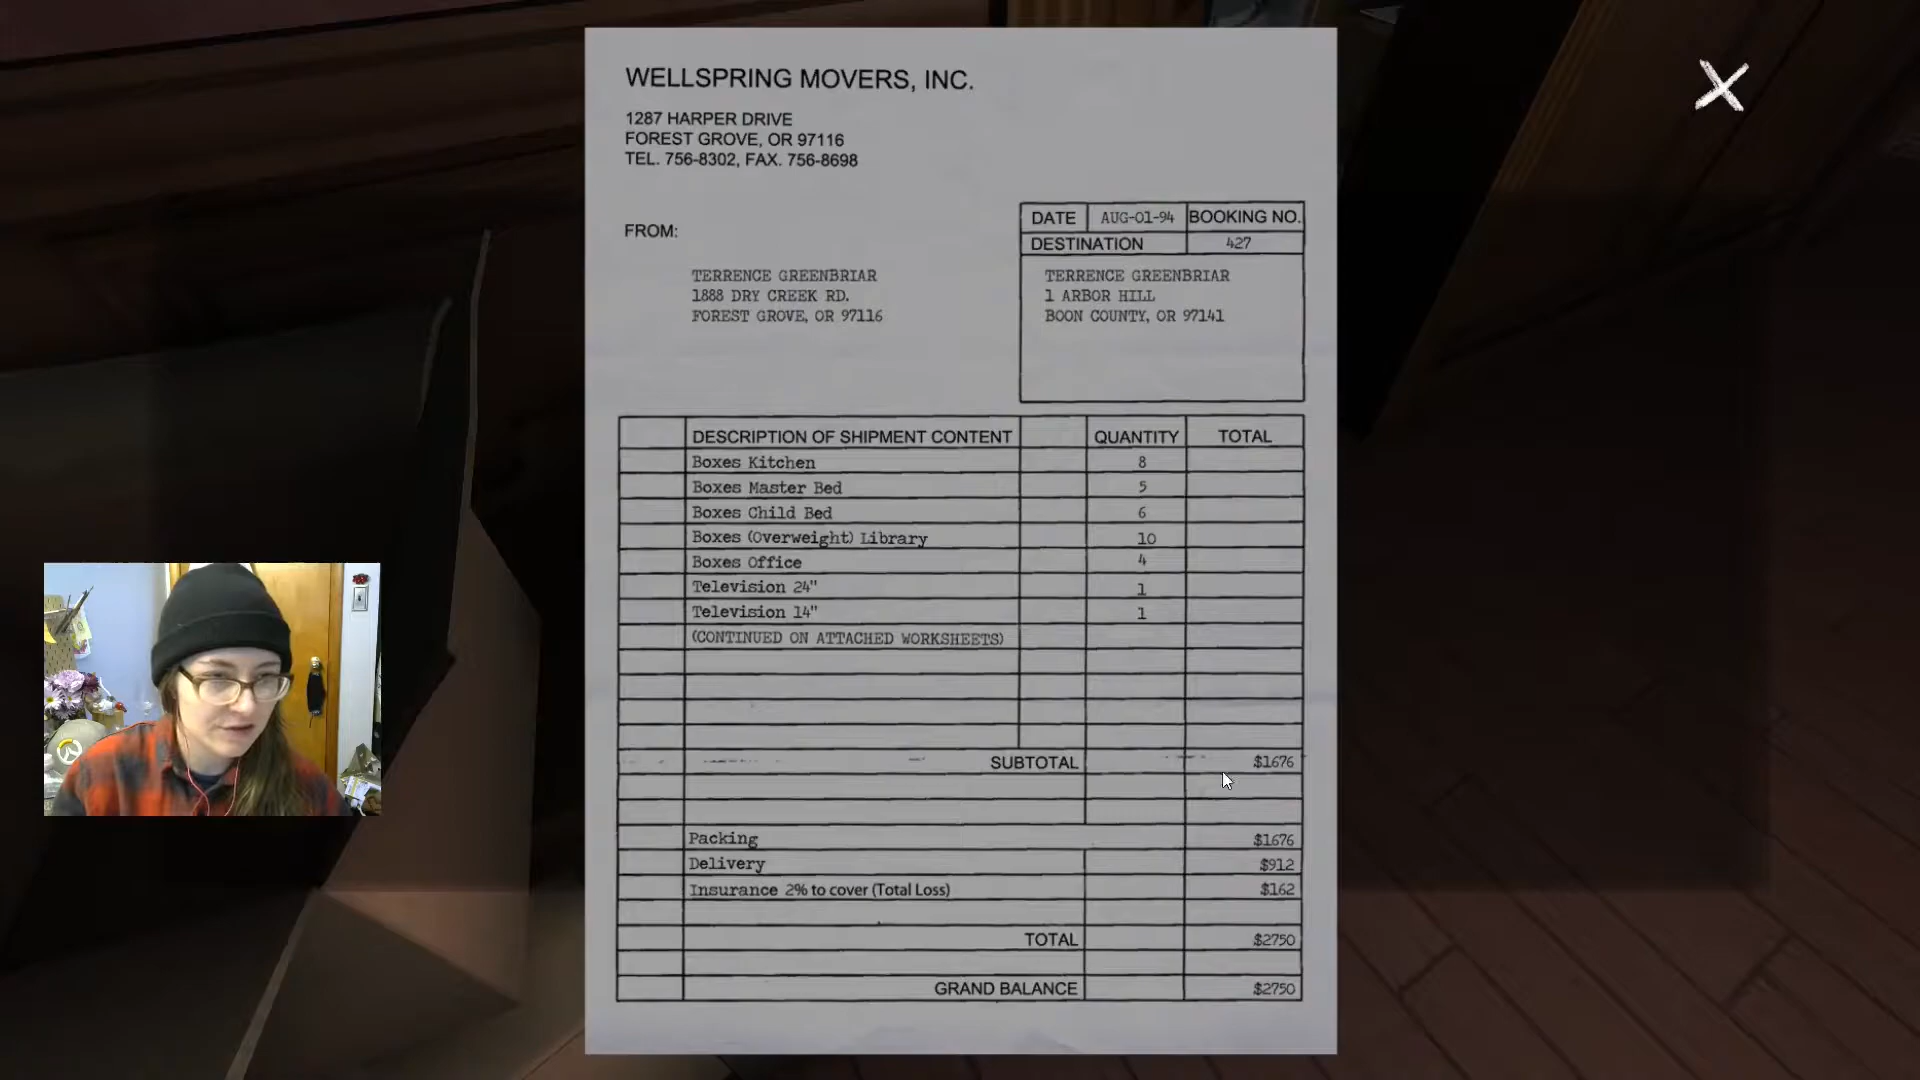 WELLSPRING MOVERS, INC.
1287 HARPER DRIVE
FOREST GROVE, OR 97116
TEL. 756-8302, FAX. 756-8698
DATE AUG-01-94 BOOKING NO.
DESTINATION 427
FROM:
TERRENCE GREENBRIAR
1888 DRY CREEK RD.
FOREST GROVE, OR 97116
TERRENCE GREENBRIAR
1 ARBOR HILL
BOON COUNTY, OR 97141
DESCRIPTION OF SHIPMENT CONTENT QUANTITY TOTAL
Boxes Kitchen 8
Boxes Master Bed 5
Boxes Child Bed 6
Boxes (Overweight) Library 10
Boxes Office 4
Television 24" 1
Television 14" 1
(CONTINUED ON ATTACHED WORKSHEETS)
SUBTOTAL $1676
Packing $1676
Delivery $912
Insurance 2% to cover (Total Loss) $162
TOTAL $2750
GRAND BALANCE $2750